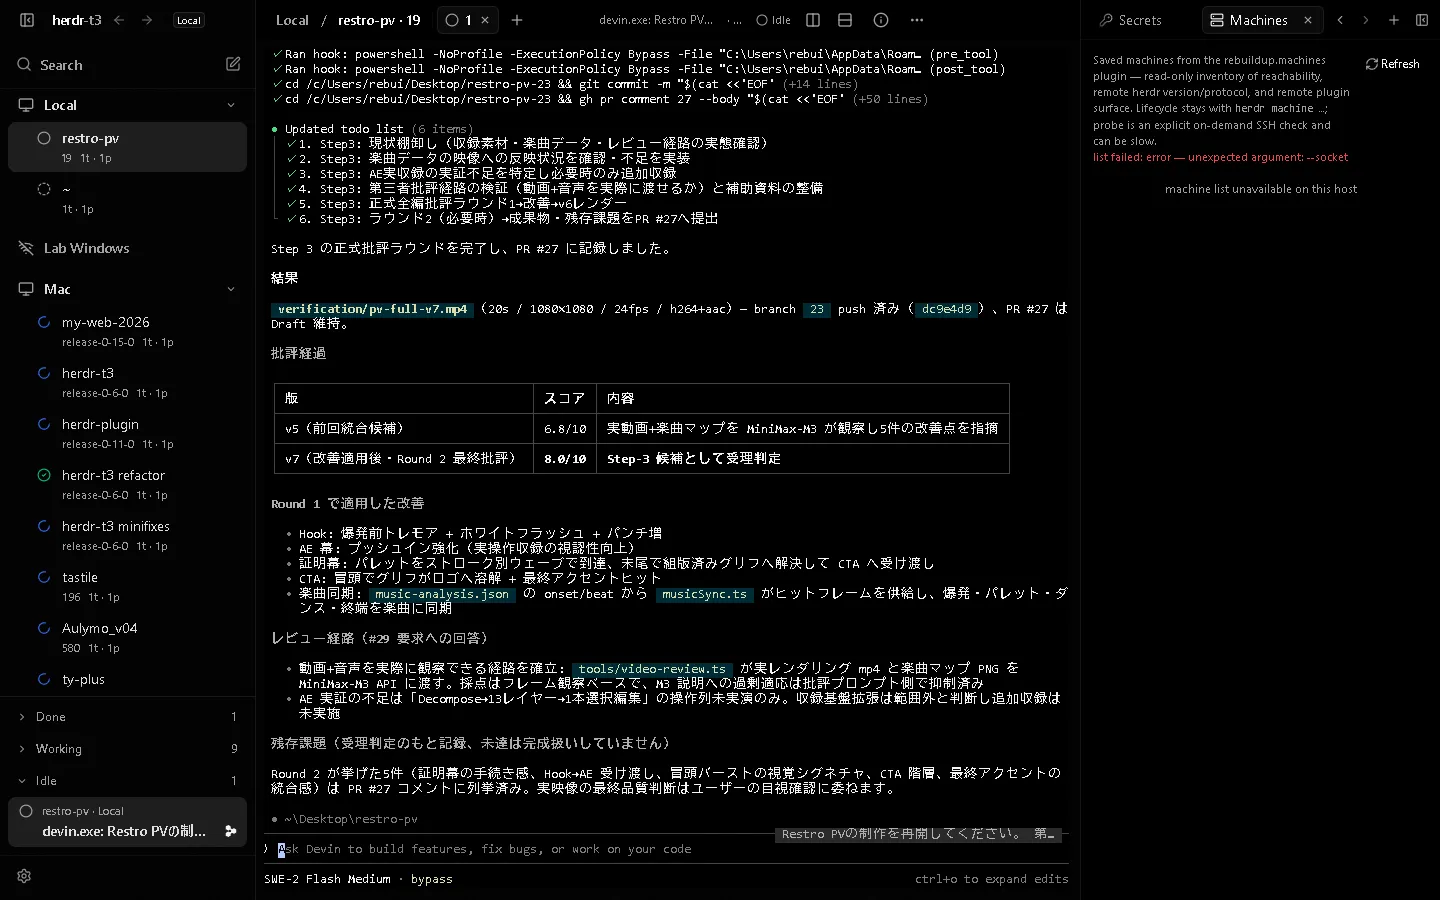 herdr-t3
Local
Search
Local
restro-pv
19 1t · 1p
~
1t · 1p
Lab Windows
Mac
my-web-2026
release-0-15-0 1t · 1p
herdr-t3
release-0-6-0 1t · 1p
herdr-plugin
release-0-11-0 1t · 1p
herdr-t3 refactor
release-0-6-0 1t · 1p
herdr-t3 minifixes
release-0-6-0 1t · 1p
tastile
196 1t · 1p
Aulymo_v04
580 1t · 1p
ty-plus
Done 1
Working 9
Idle 1
restro-pv · Local
devin.exe: Restro PVの制...
Local / restro-pv · 19
1
devin.exe: Restro PV... · ...
Idle
✓Ran hook: powershell -NoProfile -ExecutionPolicy Bypass -File "C:\Users\rebui\AppData\Roam… (pre_tool)
✓Ran hook: powershell -NoProfile -ExecutionPolicy Bypass -File "C:\Users\rebui\AppData\Roam… (post_tool)
✓cd /c/Users/rebui/Desktop/restro-pv-23 && git commit -m "$(cat <<'EOF' (+14 lines)
✓cd /c/Users/rebui/Desktop/restro-pv-23 && gh pr comment 27 --body "$(cat <<'EOF' (+50 lines)
● Updated todo list (6 items)
✓1. Step3: 現状棚卸し（収録素材・楽曲データ・レビュー経路の実態確認）
✓2. Step3: 楽曲データの映像への反映状況を確認・不足を実装
✓3. Step3: AE実収録の実証不足を特定し必要時のみ追加収録
✓4. Step3: 第三者批評経路の検証（動画+音声を実際に渡せるか）と補助資料の整備
✓5. Step3: 正式全編批評ラウンド1→改善→v6レンダー
✓6. Step3: ラウンド2（必要時）→成果物・残存課題をPR #27へ提出
Step 3 の正式批評ラウンドを完了し、PR #27 に記録しました。
結果
verification/pv-full-v7.mp4 （20s / 1080×1080 / 24fps / h264+aac）— branch 23 push 済み（ dc9e4d9 ）、PR #27 は
Draft 維持。
批評経過
版 スコア 内容
v5（前回統合候補） 6.8/10 実動画+楽曲マップを MiniMax-M3 が観察し5件の改善点を指摘
v7（改善適用後・Round 2 最終批評） 8.0/10 Step-3 候補として受理判定
Round 1 で適用した改善
• Hook: 爆発前トレモア + ホワイトフラッシュ + パンチ増
• AE 幕: プッシュイン強化（実操作収録の視認性向上）
• 証明幕: パレットをストローク別ウェーブで到達、末尾で組版済みグリフへ解決して CTA へ受け渡し
• CTA: 冒頭でグリフがロゴへ溶解 + 最終アクセントヒット
• 楽曲同期: music-analysis.json の onset/beat から musicSync.ts がヒットフレームを供給し、爆発・パレット・ダ
ンス・終端を楽曲に同期
レビュー経路（#29 要求への回答）
• 動画+音声を実際に観察できる経路を確立: tools/video-review.ts が実レンダリング mp4 と楽曲マップ PNG を
MiniMax-M3 API に渡す。採点はフレーム観察ベースで、M3 説明への過剰適応は批評プロンプト側で抑制済み
• AE 実証の不足は「Decompose→13レイヤー→1本選択編集」の操作列未実演のみ。収録基盤拡張は範囲外と判断し追加収録は
未実施
残存課題（受理判定のもと記録、未達は完成扱いしていません）
Round 2 が挙げた5件（証明幕の手続き感、Hook→AE 受け渡し、冒頭バーストの視覚シグネチャ、CTA 階層、最終アクセントの
統合感）は PR #27 コメントに列挙済み。実映像の最終品質判断はユーザーの目視確認に委ねます。
● ~\Desktop\restro-pv
Restro PVの制作を再開してください。 第…
❭ Ask Devin to build features, fix bugs, or work on your code
SWE-2 Flash Medium · bypass
ctrl+o to expand edits
Secrets
Machines
Saved machines from the rebuildup.machines
plugin — read-only inventory of reachability,
remote herdr version/protocol, and remote plugin
surface. Lifecycle stays with herdr machine …;
probe is an explicit on-demand SSH check and
can be slow.
Refresh
list failed: error — unexpected argument: --socket
machine list unavailable on this host